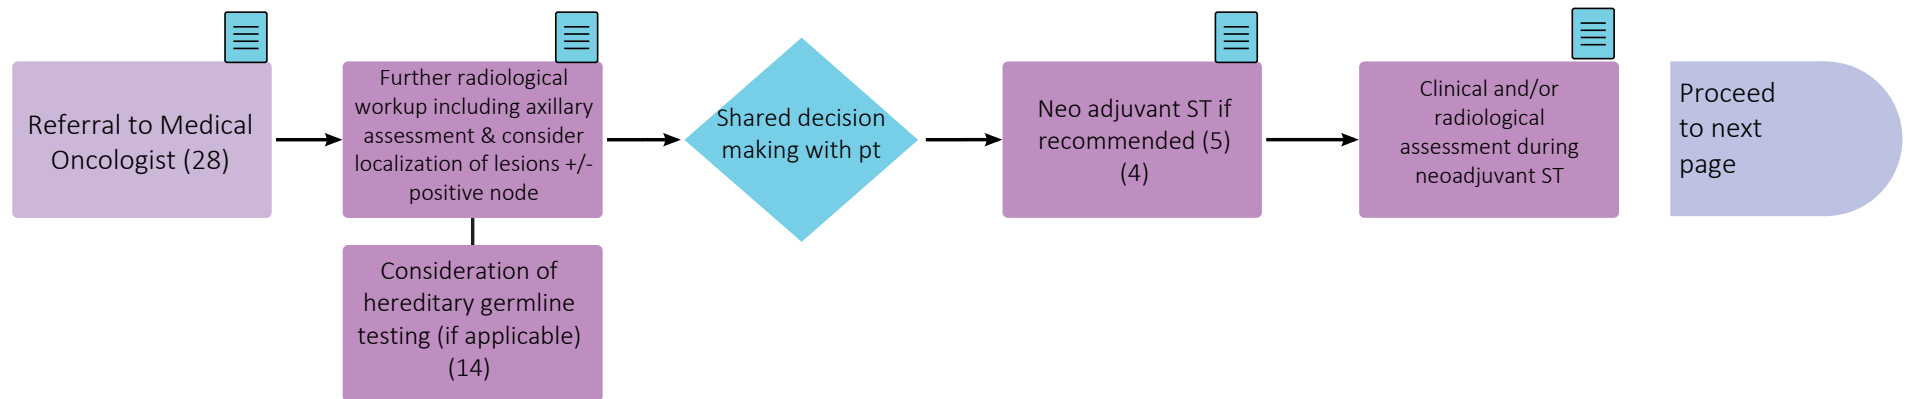 Referral to Medical
Oncologist (28)
Further radiological
workup including axillary
assessment & consider
localization of lesions +/-
positive node
Consideration of
hereditary germline
testing (if applicable)
(14)
Shared decision
making with pt
Neo adjuvant ST if
recommended (5)
(4)
Clinical and/or
radiological
assessment during
neoadjuvant ST
Proceed
to next
page